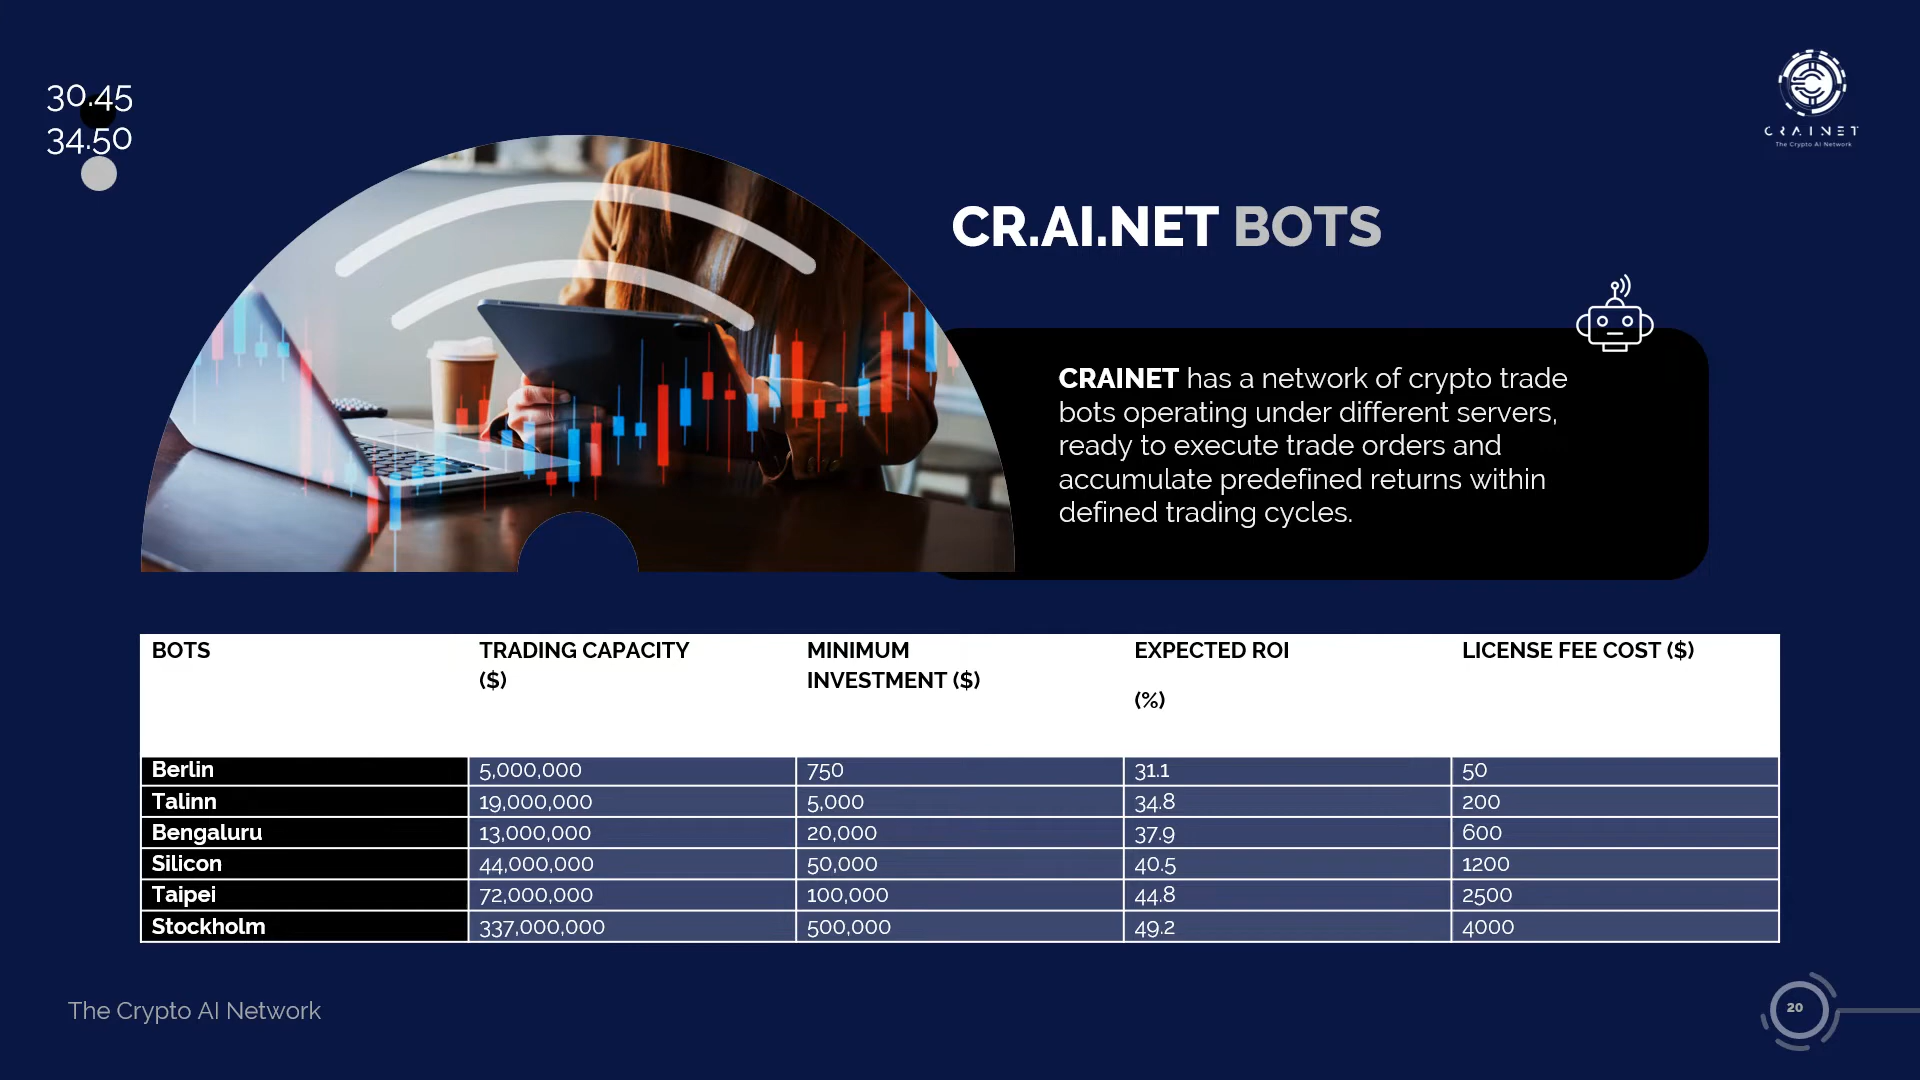 30.45
34.50
CRAINET
The Crypto AI Network
CR.AI.NET BOTS
CRAINET has a network of crypto trade
bots operating under different servers,
ready to execute trade orders and
accumulate predefined returns within
defined trading cycles.
BOTS TRADING CAPACITY ($) MINIMUM INVESTMENT ($) EXPECTED ROI (%) LICENSE FEE COST ($)
Berlin 5,000,000 750 31.1 50
Talinn 19,000,000 5,000 34.8 200
Bengaluru 13,000,000 20,000 37.9 600
Silicon 44,000,000 50,000 40.5 1200
Taipei 72,000,000 100,000 44.8 2500
Stockholm 337,000,000 500,000 49.2 4000
The Crypto AI Network
20